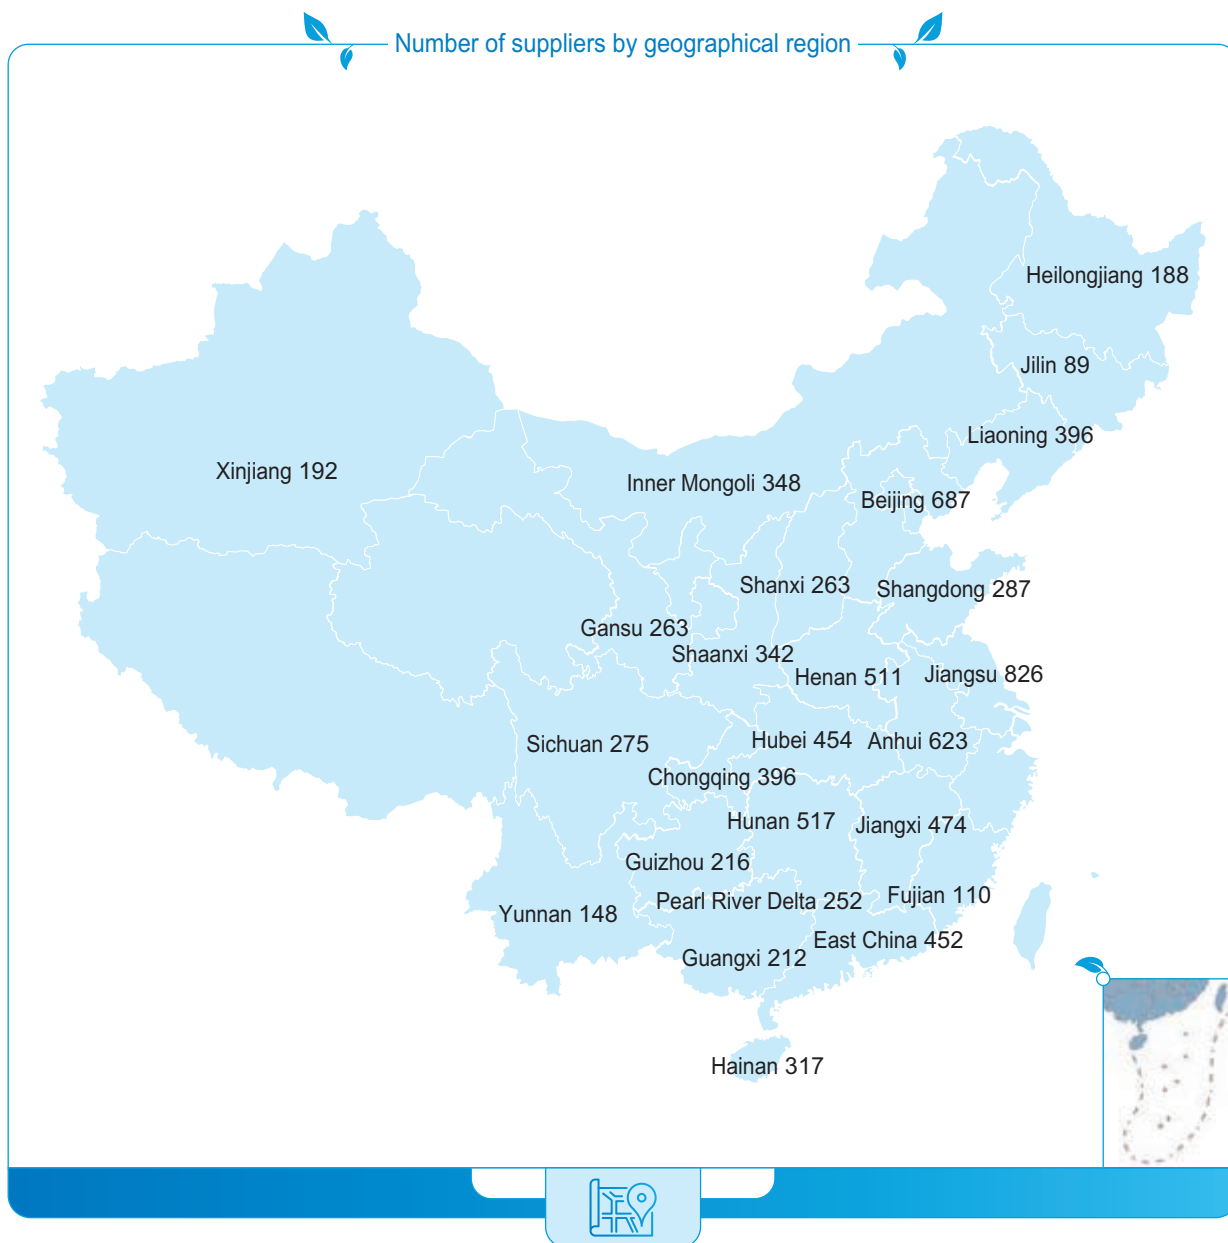 Number of suppliers by geographical region
Heilongjiang 188
Jilin 89
Liaoning 396
Xinjiang 192
Inner Mongoli 348
Beijing 687
Shanxi 263
Shangdong 287
Gansu 263
Shaanxi 342
Henan 511
Jiangsu 826
Sichuan 275
Hubei 454
Anhui 623
Chongqing 396
Hunan 517
Jiangxi 474
Guizhou 216
Pearl River Delta 252
Fujian 110
Yunnan 148
East China 452
Guangxi 212
Hainan 317